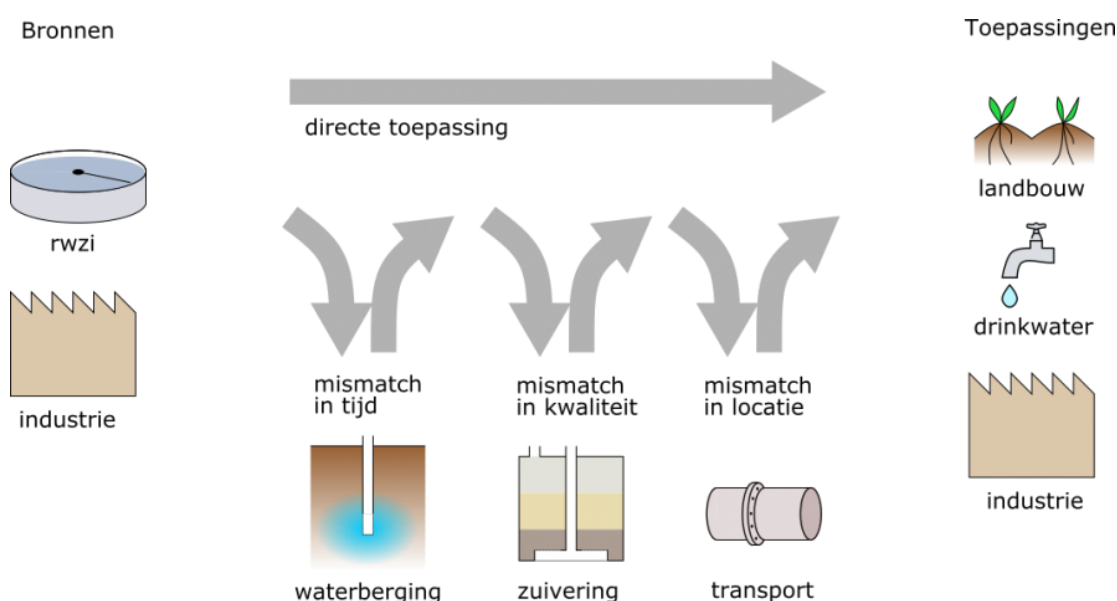 Bronnen
Toepassingen
directe toepassing
rwzi
industrie
mismatch
in tijd
mismatch
in kwaliteit
mismatch
in locatie
waterberging
zuivering
transport
landbouw
drinkwater
industrie